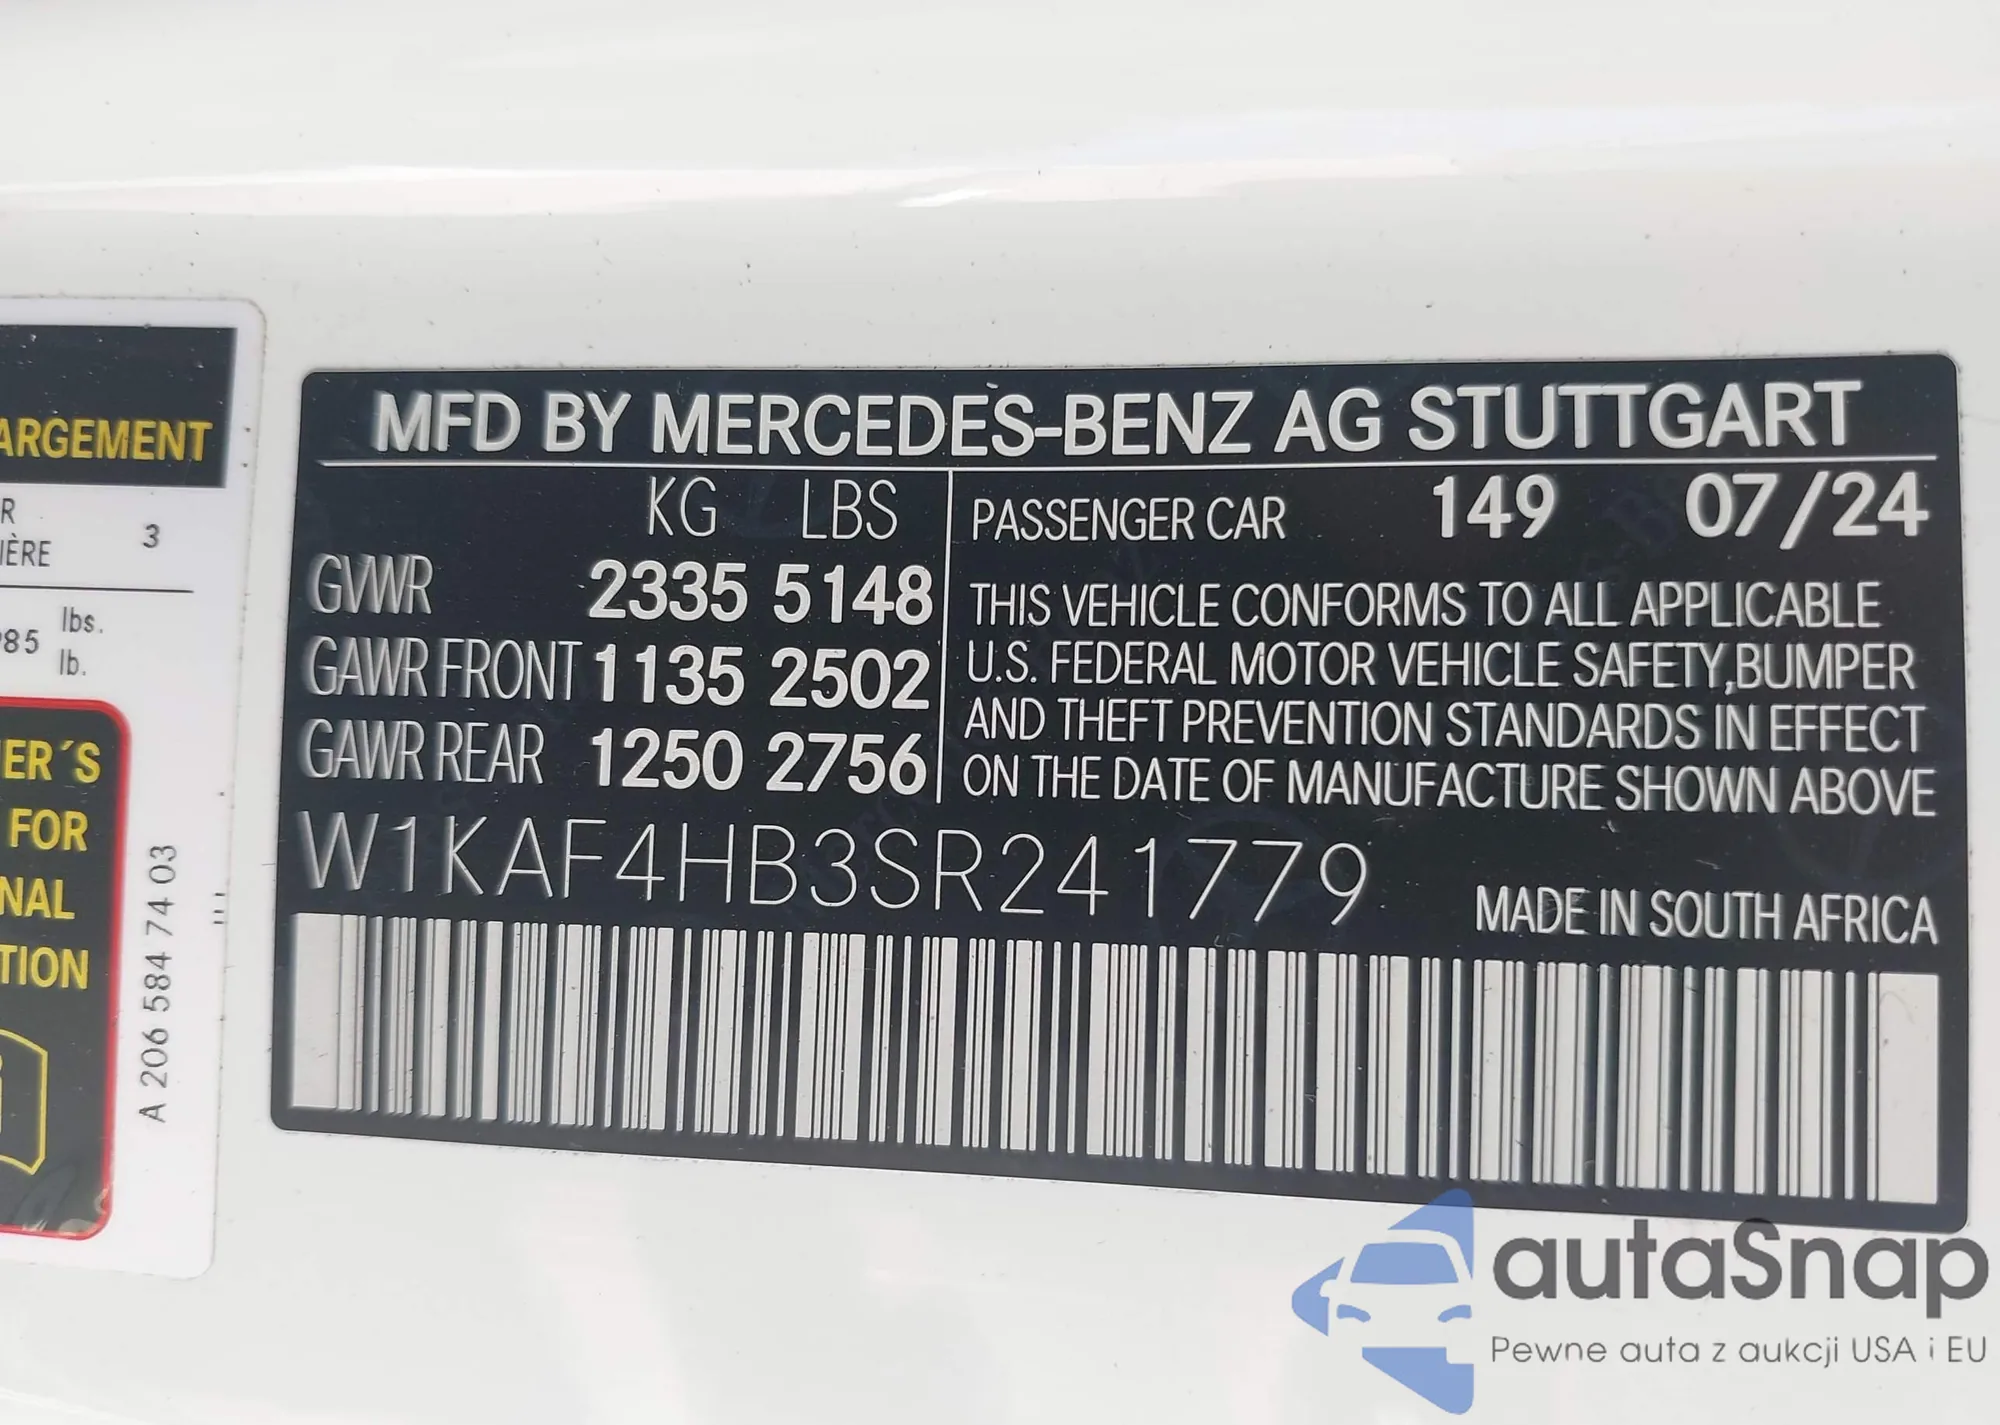 ARGEMENT
R
IÈRE
3
985
lbs.
lb.
ER´S
FOR
NAL
TION
A 206 584 74 03
MFD BY MERCEDES-BENZ AG STUTTGART
KG LBS
GVWR 2335 5148
GAWR FRONT 1135 2502
GAWR REAR 1250 2756
PASSENGER CAR 149 07/24
THIS VEHICLE CONFORMS TO ALL APPLICABLE
U.S. FEDERAL MOTOR VEHICLE SAFETY,BUMPER
AND THEFT PREVENTION STANDARDS IN EFFECT
ON THE DATE OF MANUFACTURE SHOWN ABOVE
W1KAF4HB3SR241779
MADE IN SOUTH AFRICA
autaSnap
Pewne auta z aukcji USA i EU